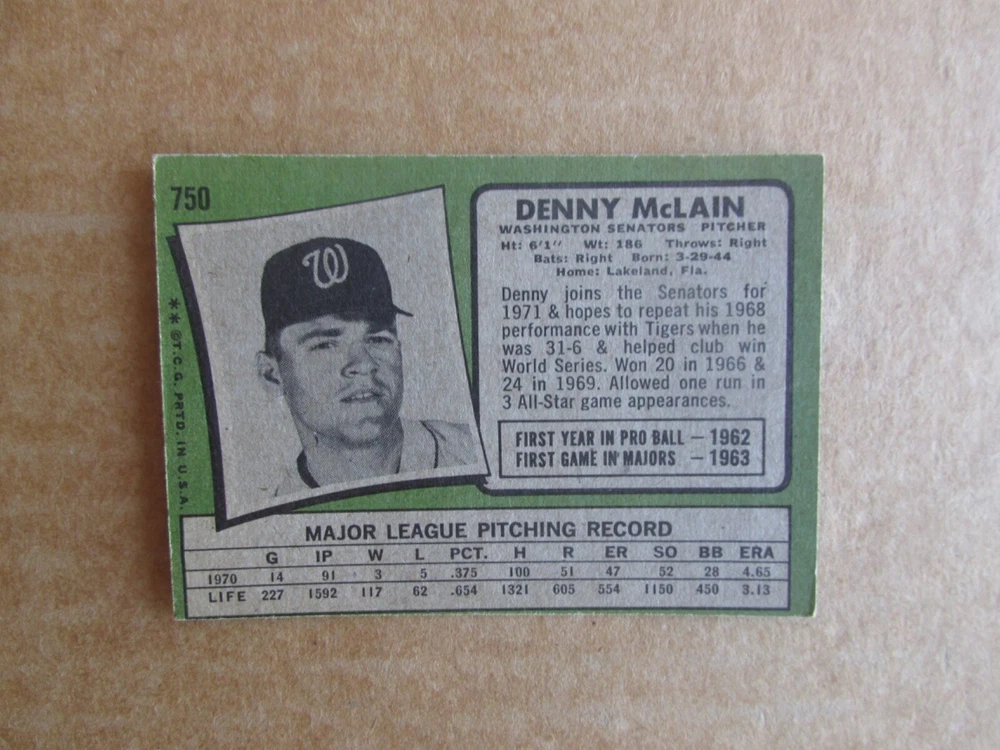 750
DENNY McLAIN
WASHINGTON SENATORS PITCHER
Ht: 6'1" Wt: 186 Throws: Right
Bats: Right Born: 3-29-44
Home: Lakeland, Fla.
Denny joins the Senators for
1971 & hopes to repeat his 1968
performance with Tigers when he
was 31-6 & helped club win
World Series. Won 20 in 1966 &
24 in 1969. Allowed one run in
3 All-Star game appearances.
FIRST YEAR IN PRO BALL — 1962
FIRST GAME IN MAJORS — 1963
W
** ©T.C.G. PRTD. IN U.S.A.
MAJOR LEAGUE PITCHING RECORD
G IP W L PCT. H R ER SO BB ERA
1970 14 91 3 5 .375 100 51 47 52 28 4.65
LIFE 227 1592 117 62 .654 1321 605 554 1150 450 3.13